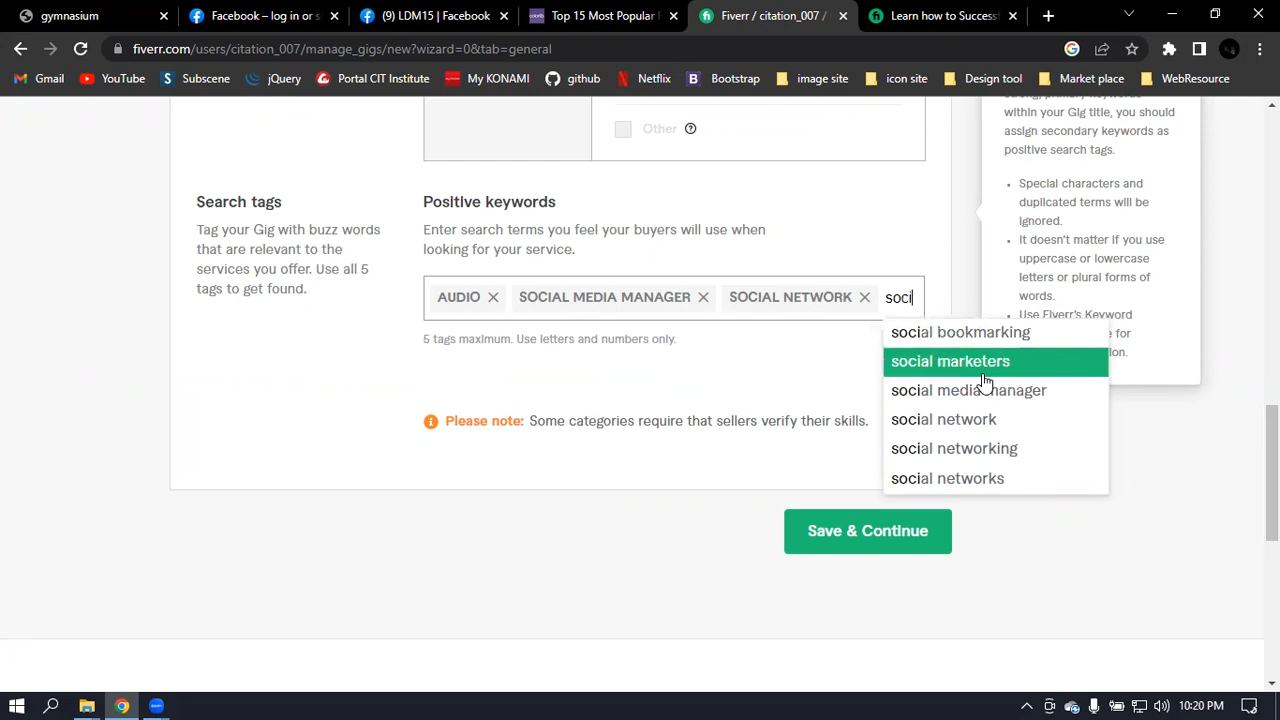 gymnasium
Facebook – log in or s
LDM15 | Facebook
Top 15 Most Popular
Fiverr / citation_007 /
Learn how to Success
fiverr.com/users/citation_007/manage_gigs/new?wizard=0&tab=general
Gmail
YouTube
Subscene
jQuery
Portal CIT Institute
My KONAMI
github
Netflix
Bootstrap
image site
icon site
Design tool
Market place
WebResource
Other
within your Gig title, you should
assign secondary keywords as
positive search tags.
Special characters and
duplicated terms will be
ignored.
It doesn't matter if you use
uppercase or lowercase
letters or plural forms of
words.
Use Fiverr's Keyword
Search tags
Tag your Gig with buzz words
that are relevant to the
services you offer. Use all 5
tags to get found.
Positive keywords
Enter search terms you feel your buyers will use when
looking for your service.
AUDIO
SOCIAL MEDIA MANAGER
SOCIAL NETWORK
soci
social bookmarking
social marketers
social media manager
social network
social networking
social networks
5 tags maximum. Use letters and numbers only.
Please note: Some categories require that sellers verify their skills.
Save & Continue
10:20 PM